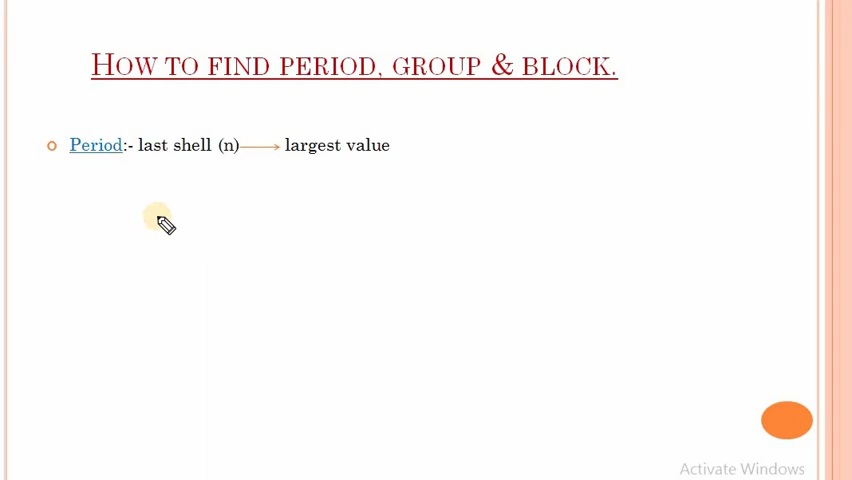 HOW TO FIND PERIOD, GROUP & BLOCK.
Period:- last shell (n)⟶ largest value
Activate Windows